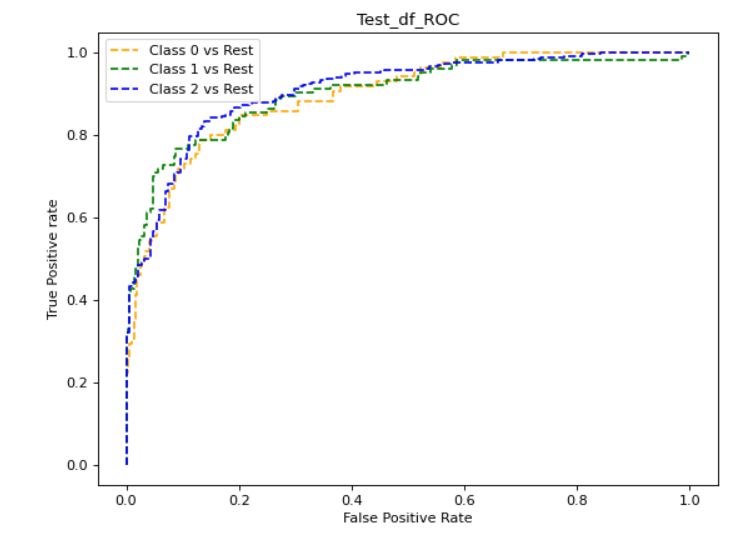 Test_df_ROC
Class 0 vs Rest
Class 1 vs Rest
Class 2 vs Rest
1.0
0.8
0.6
0.4
0.2
0.0
True Positive rate
0.0 0.2 0.4 0.6 0.8 1.0
False Positive Rate